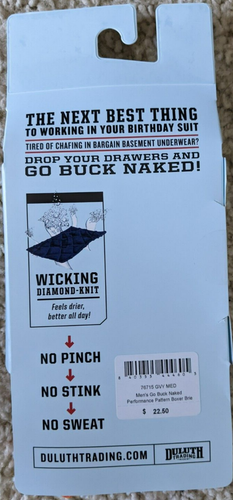 THE NEXT BEST THING
TO WORKING IN YOUR BIRTHDAY SUIT
TIRED OF CHAFING IN BARGAIN BASEMENT UNDERWEAR?
DROP YOUR DRAWERS AND
GO BUCK NAKED!
WICKING
DIAMOND-KNIT
Feels drier,
better all day!
NO PINCH
NO STINK
NO SWEAT
76715 GVY MED
Men's Go Buck Naked
Performance Pattern Boxer Brie
$ 22.50
DULUTHTRADING.COM
DULUTH
TRADING